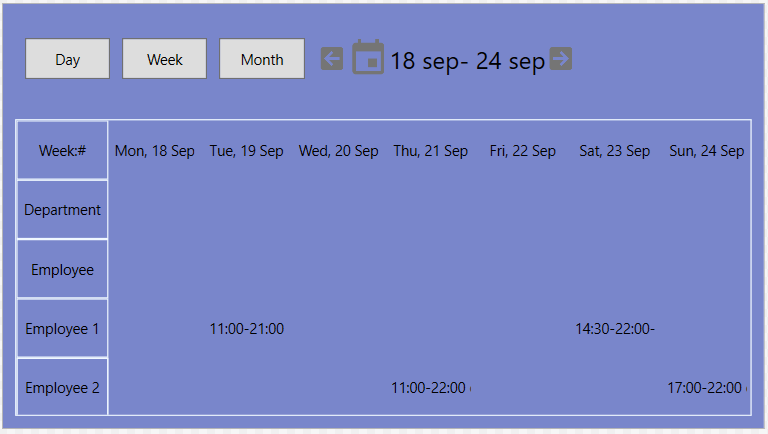 Day Week Month 18 sep- 24 sep
Week:# Mon, 18 Sep Tue, 19 Sep Wed, 20 Sep Thu, 21 Sep Fri, 22 Sep Sat, 23 Sep Sun, 24 Sep
Department
Employee
Employee 1 11:00-21:00 14:30-22:00-
Employee 2 11:00-22:00 17:00-22:00